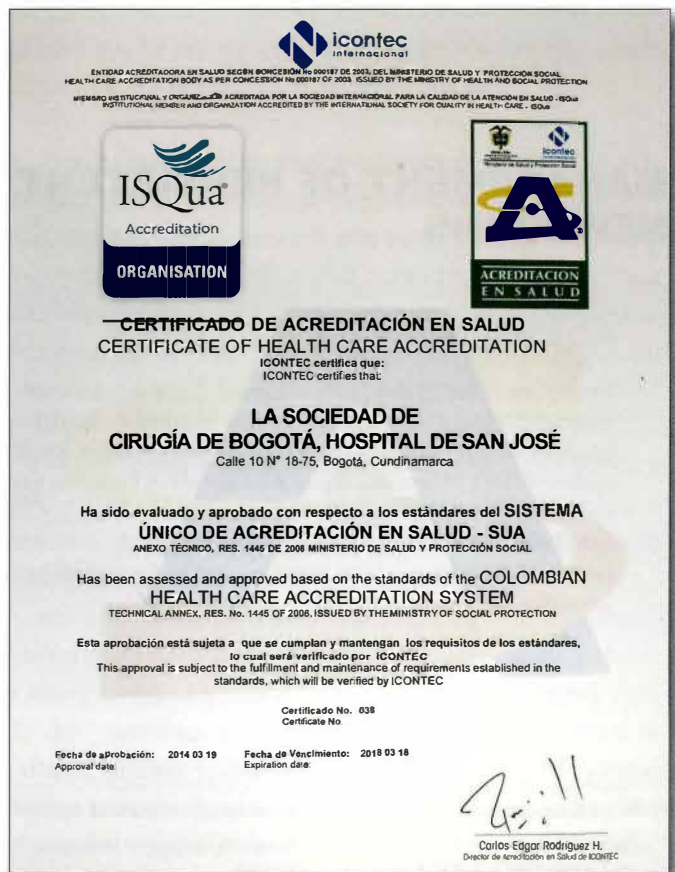 icontec
internacional
ENTIDAD ACREDITADORA EN SALUD SEGÚN CONCESIÓN No 000187 DE 2003, DEL MINISTERIO DE SALUD Y PROTECCIÓN SOCIAL
HEALTH CARE ACCREDITATION BODY AS PER CONCESSION No 000187 OF 2003. ISSUED BY THE MINISTRY OF HEALTH AND SOCIAL PROTECTION
MIEMBRO INSTITUCIONAL Y ORGANIZACIÓN ACREDITADA POR LA SOCIEDAD INTERNACIONAL PARA LA CALIDAD DE LA ATENCIÓN EN SALUD - ISQua
INSTITUTIONAL MEMBER AND ORGANIZATION ACCREDITED BY THE INTERNATIONAL SOCIETY FOR QUALITY IN HEALTH CARE - ISQua
ISQua
Accreditation
ORGANISATION
icontec
Ministerio de Salud y Protección Social
ACREDITACION
EN SALUD
CERTIFICADO DE ACREDITACIÓN EN SALUD
CERTIFICATE OF HEALTH CARE ACCREDITATION
ICONTEC certifica que:
ICONTEC certifies that:
LA SOCIEDAD DE
CIRUGÍA DE BOGOTÁ, HOSPITAL DE SAN JOSÉ
Calle 10 N° 18-75, Bogotá, Cundinamarca
Ha sido evaluado y aprobado con respecto a los estándares del SISTEMA
ÚNICO DE ACREDITACIÓN EN SALUD - SUA
ANEXO TÉCNICO, RES. 1445 DE 2006 MINISTERIO DE SALUD Y PROTECCIÓN SOCIAL
Has been assessed and approved based on the standards of the COLOMBIAN
HEALTH CARE ACCREDITATION SYSTEM
TECHNICAL ANNEX, RES. No. 1445 OF 2006, ISSUED BY THE MINISTRY OF SOCIAL PROTECTION
Esta aprobación está sujeta a que se cumplan y mantengan los requisitos de los estándares,
lo cual será verificado por ICONTEC
This approval is subject to the fulfillment and maintenance of requirements established in the
standards, which will be verified by ICONTEC
Certificado No. 038
Certificate No.
Fecha de aprobación: 2014 03 19 Fecha de Vencimiento: 2018 03 18
Approval date: Expiration date:
Carlos Edgar Rodríguez H.
Director de Acreditación en Salud de ICONTEC